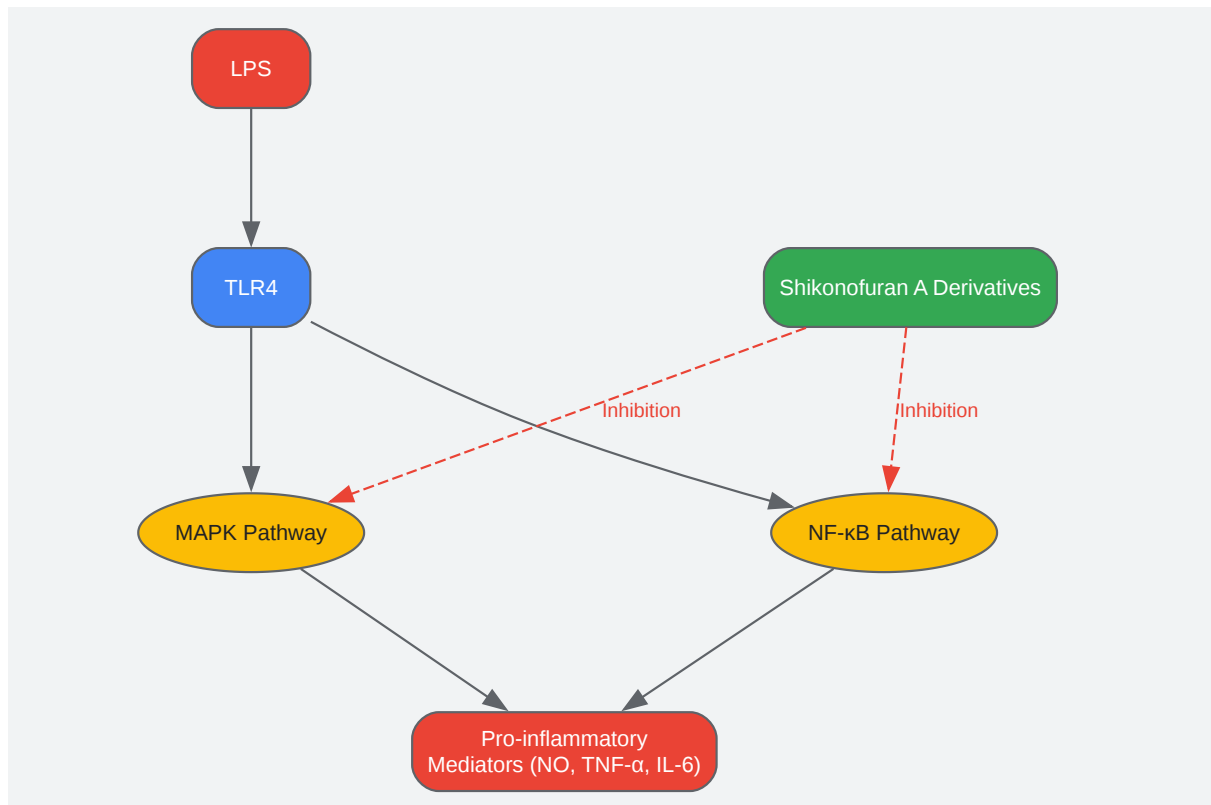 LPS
TLR4
Shikonofuran A Derivatives
Inhibition
Inhibition
MAPK Pathway
NF-κB Pathway
Pro-inflammatory
Mediators (NO, TNF-α, IL-6)